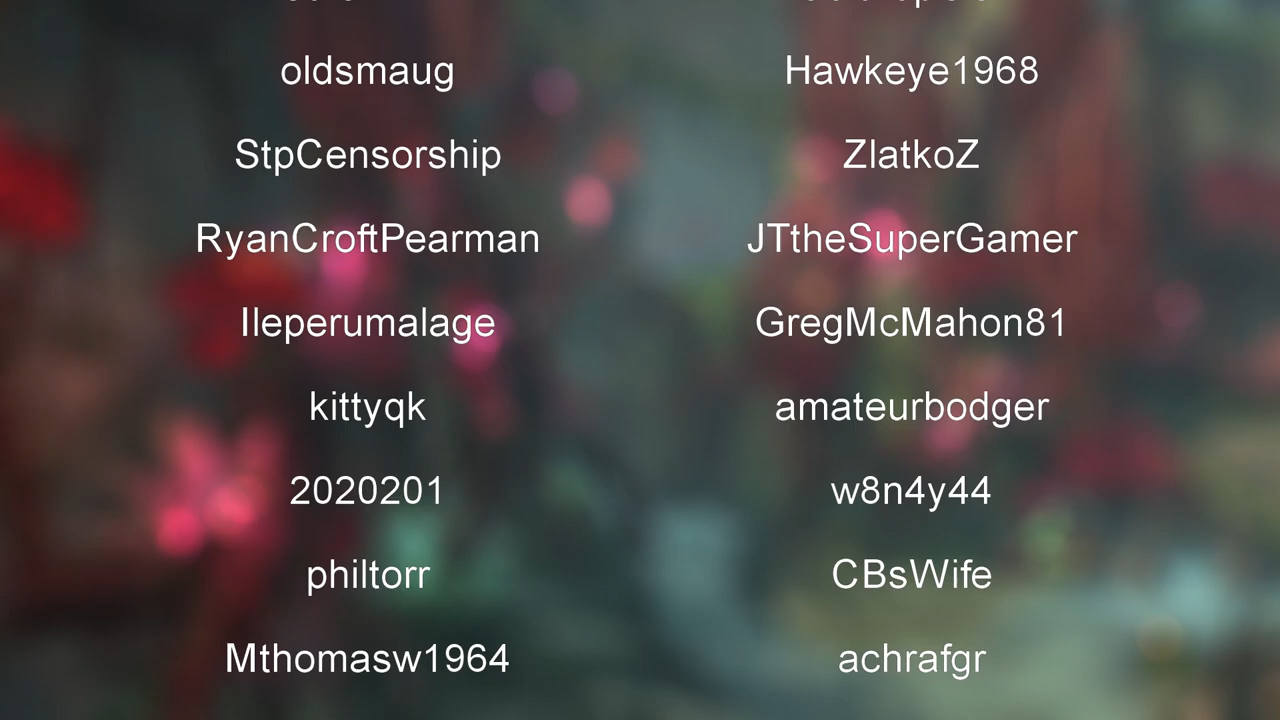 oldsmaug Hawkeye1968
StpCensorship ZlatkoZ
RyanCroftPearman JTtheSuperGamer
Ileperumalage GregMcMahon81
kittyqk amateurbodger
2020201 w8n4y44
philtorr CBsWife
Mthomasw1964 achrafgr